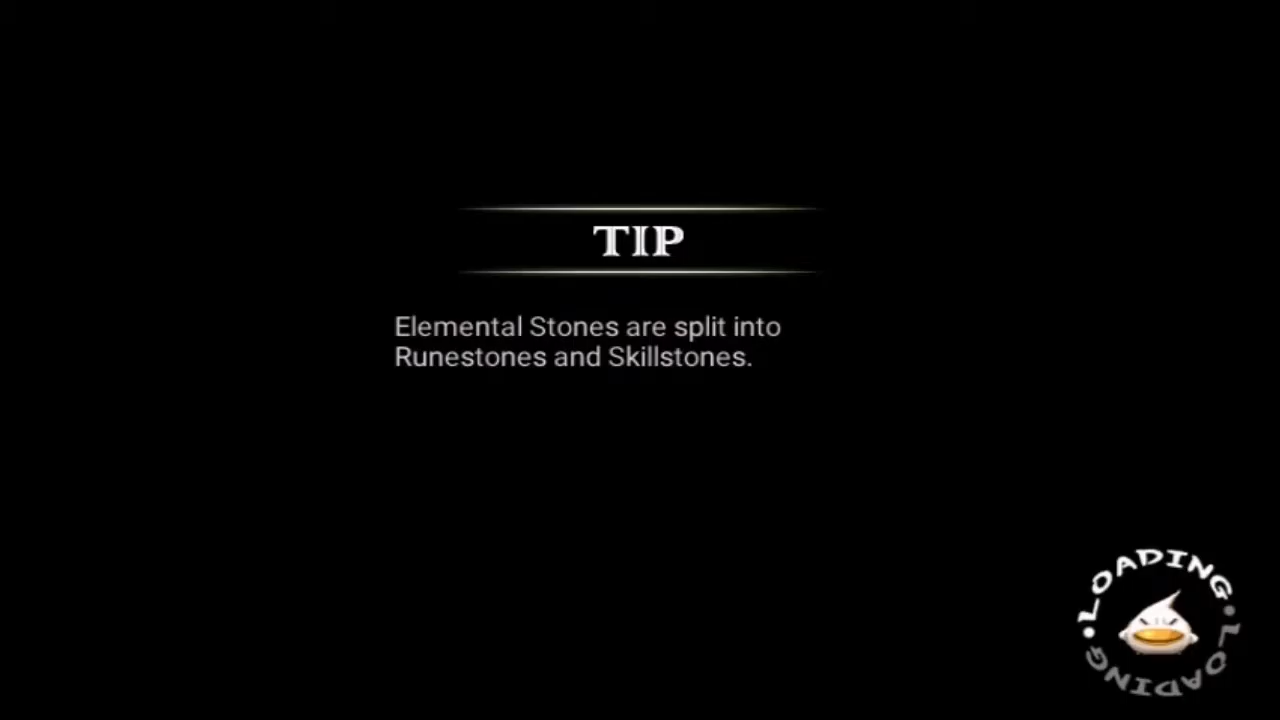 TIP
Elemental Stones are split into
Runestones and Skillstones.
LOADING
LOADING